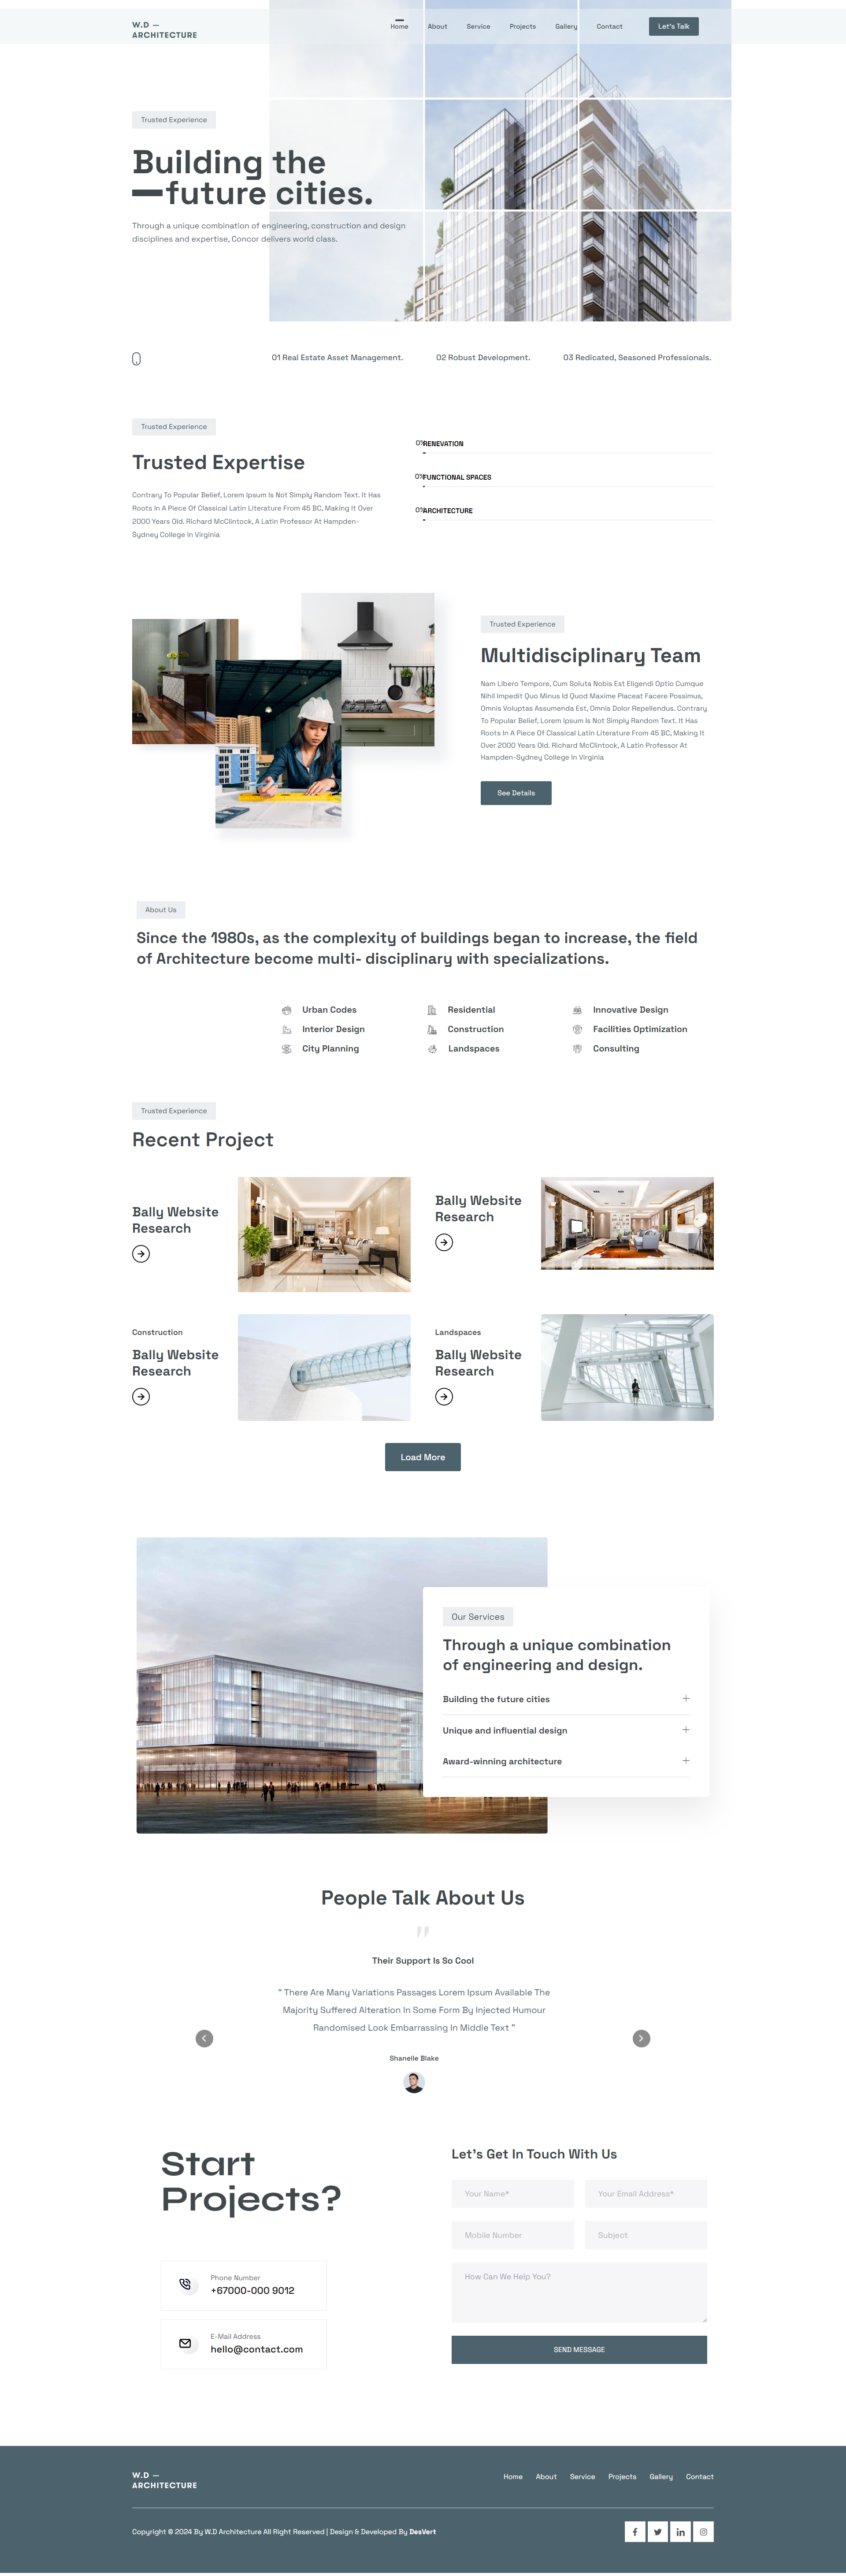 W.D —
ARCHITECTURE
Home About Service Projects Gallery Contact Let's Talk
Trusted Experience
Building the
future cities.
Through a unique combination of engineering, construction and design
disciplines and expertise, Concor delivers world class.
01 Real Estate Asset Management. 02 Robust Development. 03 Redicated, Seasoned Professionals.
Trusted Experience
Trusted Expertise
Contrary To Popular Belief, Lorem Ipsum Is Not Simply Random Text. It Has
Roots In A Piece Of Classical Latin Literature From 45 BC, Making It Over
2000 Years Old. Richard McClintock, A Latin Professor At Hampden-
Sydney College In Virginia
0% RENEVATION
0% FUNCTIONAL SPACES
0% ARCHITECTURE
Trusted Experience
Multidisciplinary Team
Nam Libero Tempore, Cum Soluta Nobis Est Eligendi Optio Cumque
Nihil Impedit Quo Minus Id Quod Maxime Placeat Facere Possimus,
Omnis Voluptas Assumenda Est, Omnis Dolor Repellendus. Contrary
To Popular Belief, Lorem Ipsum Is Not Simply Random Text. It Has
Roots In A Piece Of Classical Latin Literature From 45 BC, Making It
Over 2000 Years Old. Richard McClintock, A Latin Professor At
Hampden-Sydney College In Virginia
See Details
About Us
Since the 1980s, as the complexity of buildings began to increase, the field
of Architecture become multi- disciplinary with specializations.
Urban Codes Residential Innovative Design
Interior Design Construction Facilities Optimization
City Planning Landspaces Consulting
Trusted Experience
Recent Project
Bally Website
Research
Bally Website
Research
Construction
Bally Website
Research
Landspaces
Bally Website
Research
Load More
Our Services
Through a unique combination
of engineering and design.
Building the future cities
Unique and influential design
Award-winning architecture
People Talk About Us
"
Their Support Is So Cool
" There Are Many Variations Passages Lorem Ipsum Available The
Majority Suffered Alteration In Some Form By Injected Humour
Randomised Look Embarrassing In Middle Text "
Shanelle Blake
Start
Projects?
Phone Number
+67000-000 9012
E-Mail Address
hello@contact.com
Let's Get In Touch With Us
Your Name* Your Email Address*
Mobile Number Subject
How Can We Help You?
SEND MESSAGE
W.D —
ARCHITECTURE
Home About Service Projects Gallery Contact
Copyright © 2024 By W.D Architecture All Right Reserved | Design & Developed By DesVert